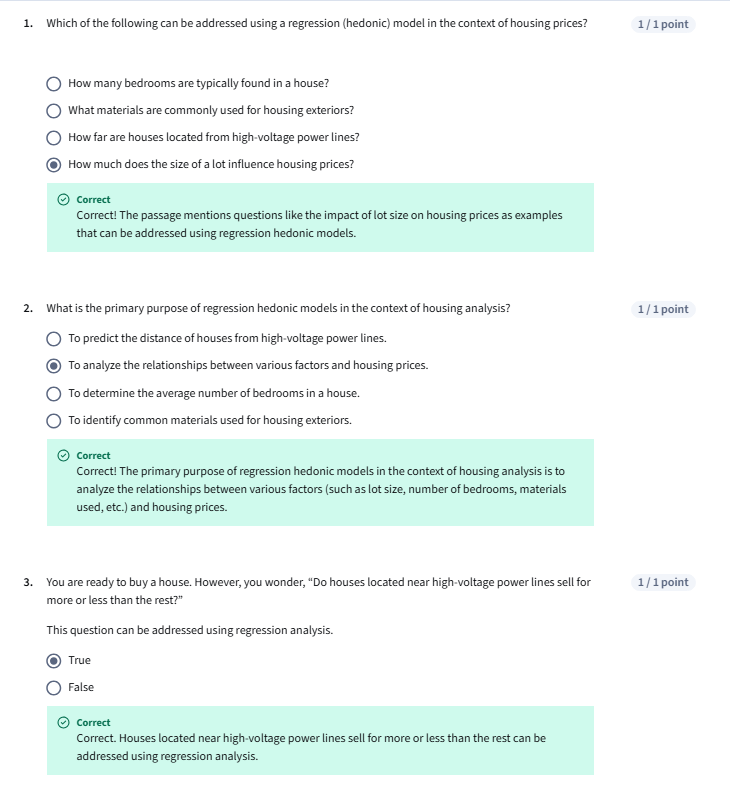 1. Which of the following can be addressed using a regression (hedonic) model in the context of housing prices? 1 / 1 point
How many bedrooms are typically found in a house?
What materials are commonly used for housing exteriors?
How far are houses located from high-voltage power lines?
How much does the size of a lot influence housing prices?
Correct
Correct! The passage mentions questions like the impact of lot size on housing prices as examples
that can be addressed using regression hedonic models.
2. What is the primary purpose of regression hedonic models in the context of housing analysis? 1 / 1 point
To predict the distance of houses from high-voltage power lines.
To analyze the relationships between various factors and housing prices.
To determine the average number of bedrooms in a house.
To identify common materials used for housing exteriors.
Correct
Correct! The primary purpose of regression hedonic models in the context of housing analysis is to
analyze the relationships between various factors (such as lot size, number of bedrooms, materials
used, etc.) and housing prices.
3. You are ready to buy a house. However, you wonder, “Do houses located near high-voltage power lines sell for 1 / 1 point
more or less than the rest?”
This question can be addressed using regression analysis.
True
False
Correct
Correct. Houses located near high-voltage power lines sell for more or less than the rest can be
addressed using regression analysis.